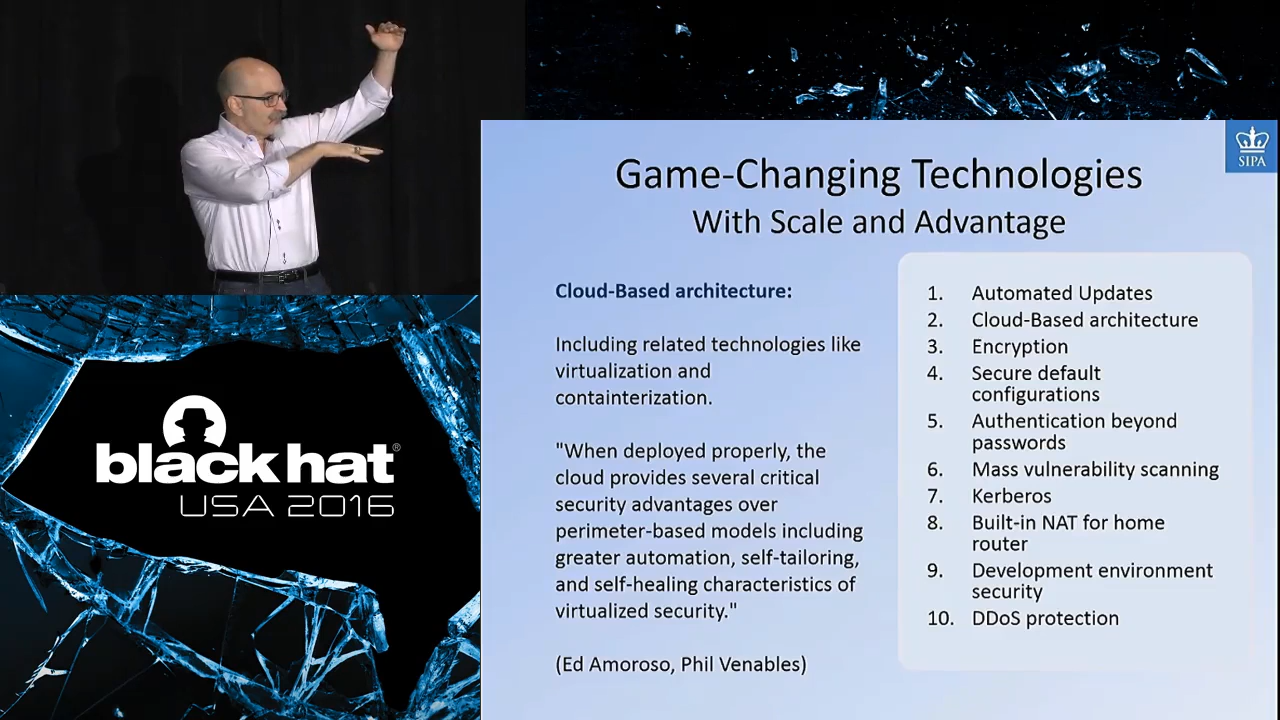 SIPA
Game-Changing Technologies
With Scale and Advantage
Cloud-Based architecture:
Including related technologies like
virtualization and
containterization.
"When deployed properly, the
cloud provides several critical
security advantages over
perimeter-based models including
greater automation, self-tailoring,
and self-healing characteristics of
virtualized security."
(Ed Amoroso, Phil Venables)
1. Automated Updates
2. Cloud-Based architecture
3. Encryption
4. Secure default
configurations
5. Authentication beyond
passwords
6. Mass vulnerability scanning
7. Kerberos
8. Built-in NAT for home
router
9. Development environment
security
10. DDoS protection
black hat®
USA 2016